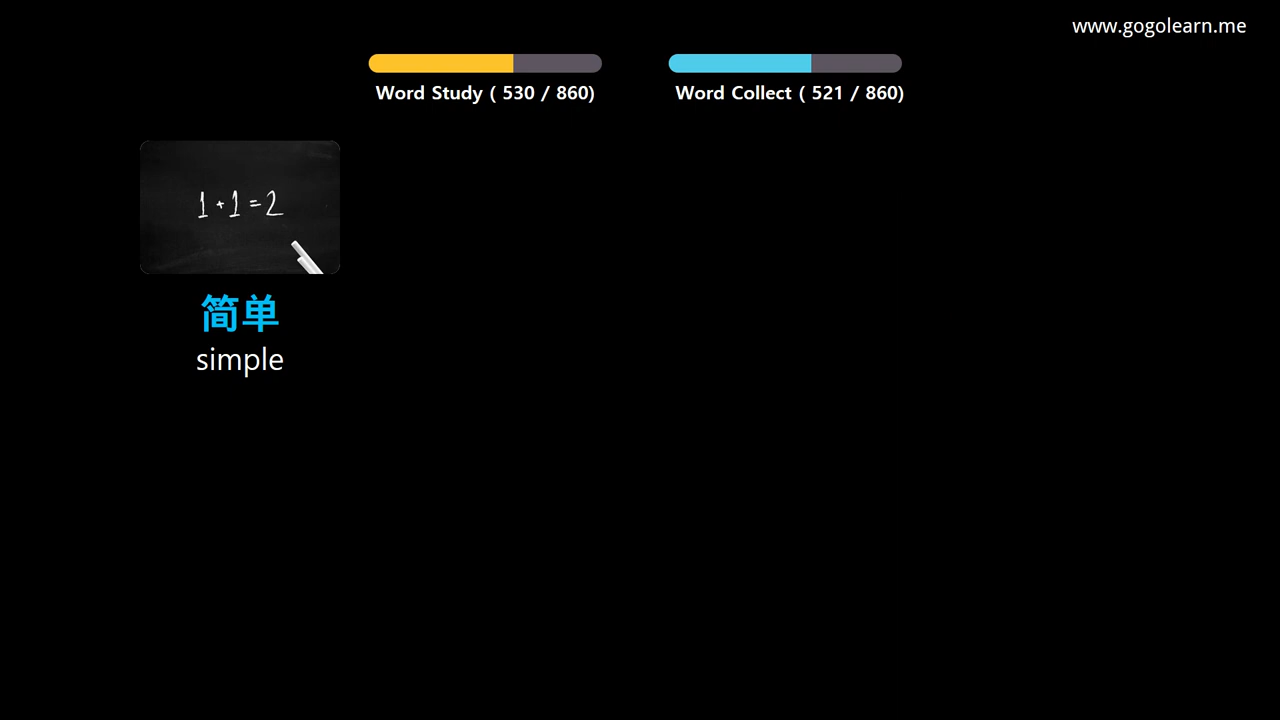 www.gogolearn.me
Word Study ( 530 / 860)
Word Collect ( 521 / 860)
1 + 1 = 2
简单
simple